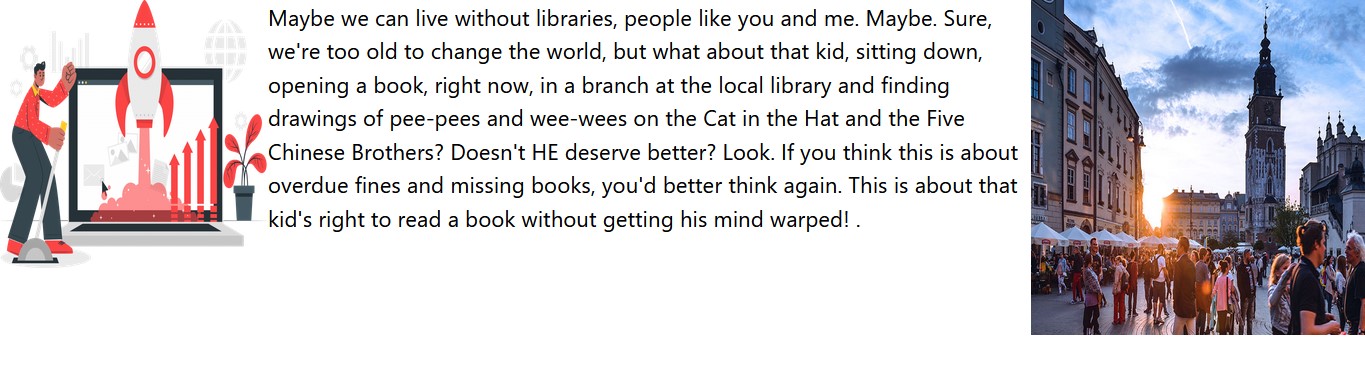 Maybe we can live without libraries, people like you and me. Maybe. Sure,
we're too old to change the world, but what about that kid, sitting down,
opening a book, right now, in a branch at the local library and finding
drawings of pee-pees and wee-wees on the Cat in the Hat and the Five
Chinese Brothers? Doesn't HE deserve better? Look. If you think this is about
overdue fines and missing books, you'd better think again. This is about that
kid's right to read a book without getting his mind warped! .